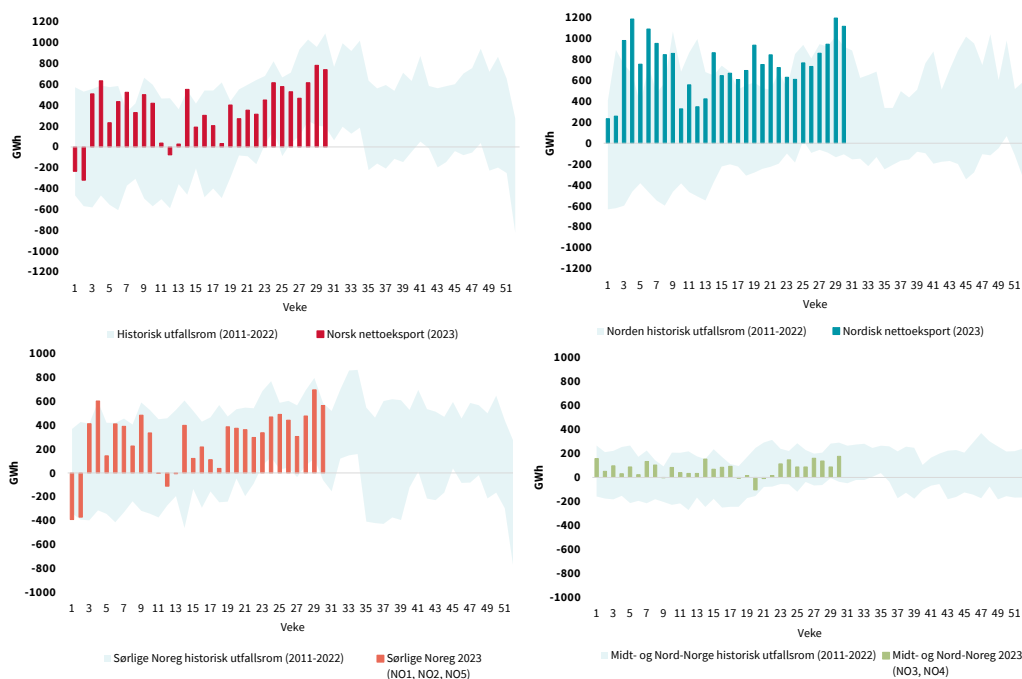 1200
1000
800
600
400
200
0
-200
-400
-600
-800
-1000
-1200
GWh
1 3 5 7 9 11 13 15 17 19 21 23 25 27 29 31 33 35 37 39 41 43 45 47 49 51
Veke
Historisk utfallsrom (2011-2022) Norsk nettoeksport (2023)
1200
1000
800
600
400
200
0
-200
-400
-600
-800
-1000
-1200
GWh
1 3 5 7 9 11 13 15 17 19 21 23 25 27 29 31 33 35 37 39 41 43 45 47 49 51
Veke
Norden historisk utfallsrom (2011-2022) Nordisk nettoeksport (2023)
1000
800
600
400
200
0
-200
-400
-600
-800
-1000
GWh
1 3 5 7 9 11 13 15 17 19 21 23 25 27 29 31 33 35 37 39 41 43 45 47 49 51
Veke
Sørlige Noreg historisk utfallsrom (2011-2022) Sørlige Noreg 2023
(NO1, NO2, NO5)
1000
800
600
400
200
0
-200
-400
-600
-800
-1000
GWh
1 3 5 7 9 11 13 15 17 19 21 23 25 27 29 31 33 35 37 39 41 43 45 47 49 51
Veke
Midt- og Nord-Norge historisk utfallsrom (2011-2022) Midt- og Nord-Noreg 2023
(NO3, NO4)